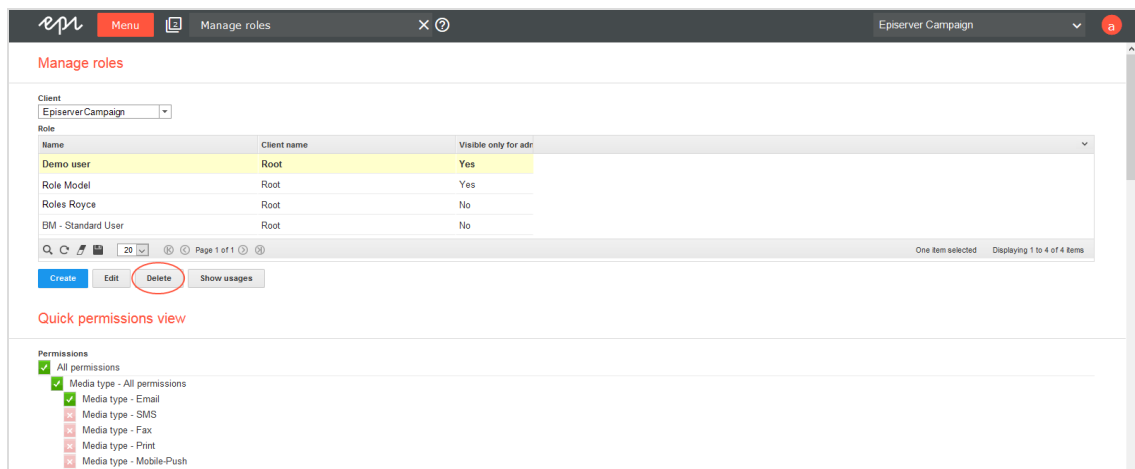 epi Menu 2 Manage roles Episerver Campaign a
Manage roles
Client
EpiserverCampaign
Role
Name Client name Visible only for adm
Demo user Root Yes
Role Model Root Yes
Roles Royce Root No
BM - Standard User Root No
20 Page 1 of 1 One item selected Displaying 1 to 4 of 4 items
Create Edit Delete Show usages
Quick permissions view
Permissions
All permissions
Media type - All permissions
Media type - Email
Media type - SMS
Media type - Fax
Media type - Print
Media type - Mobile-Push